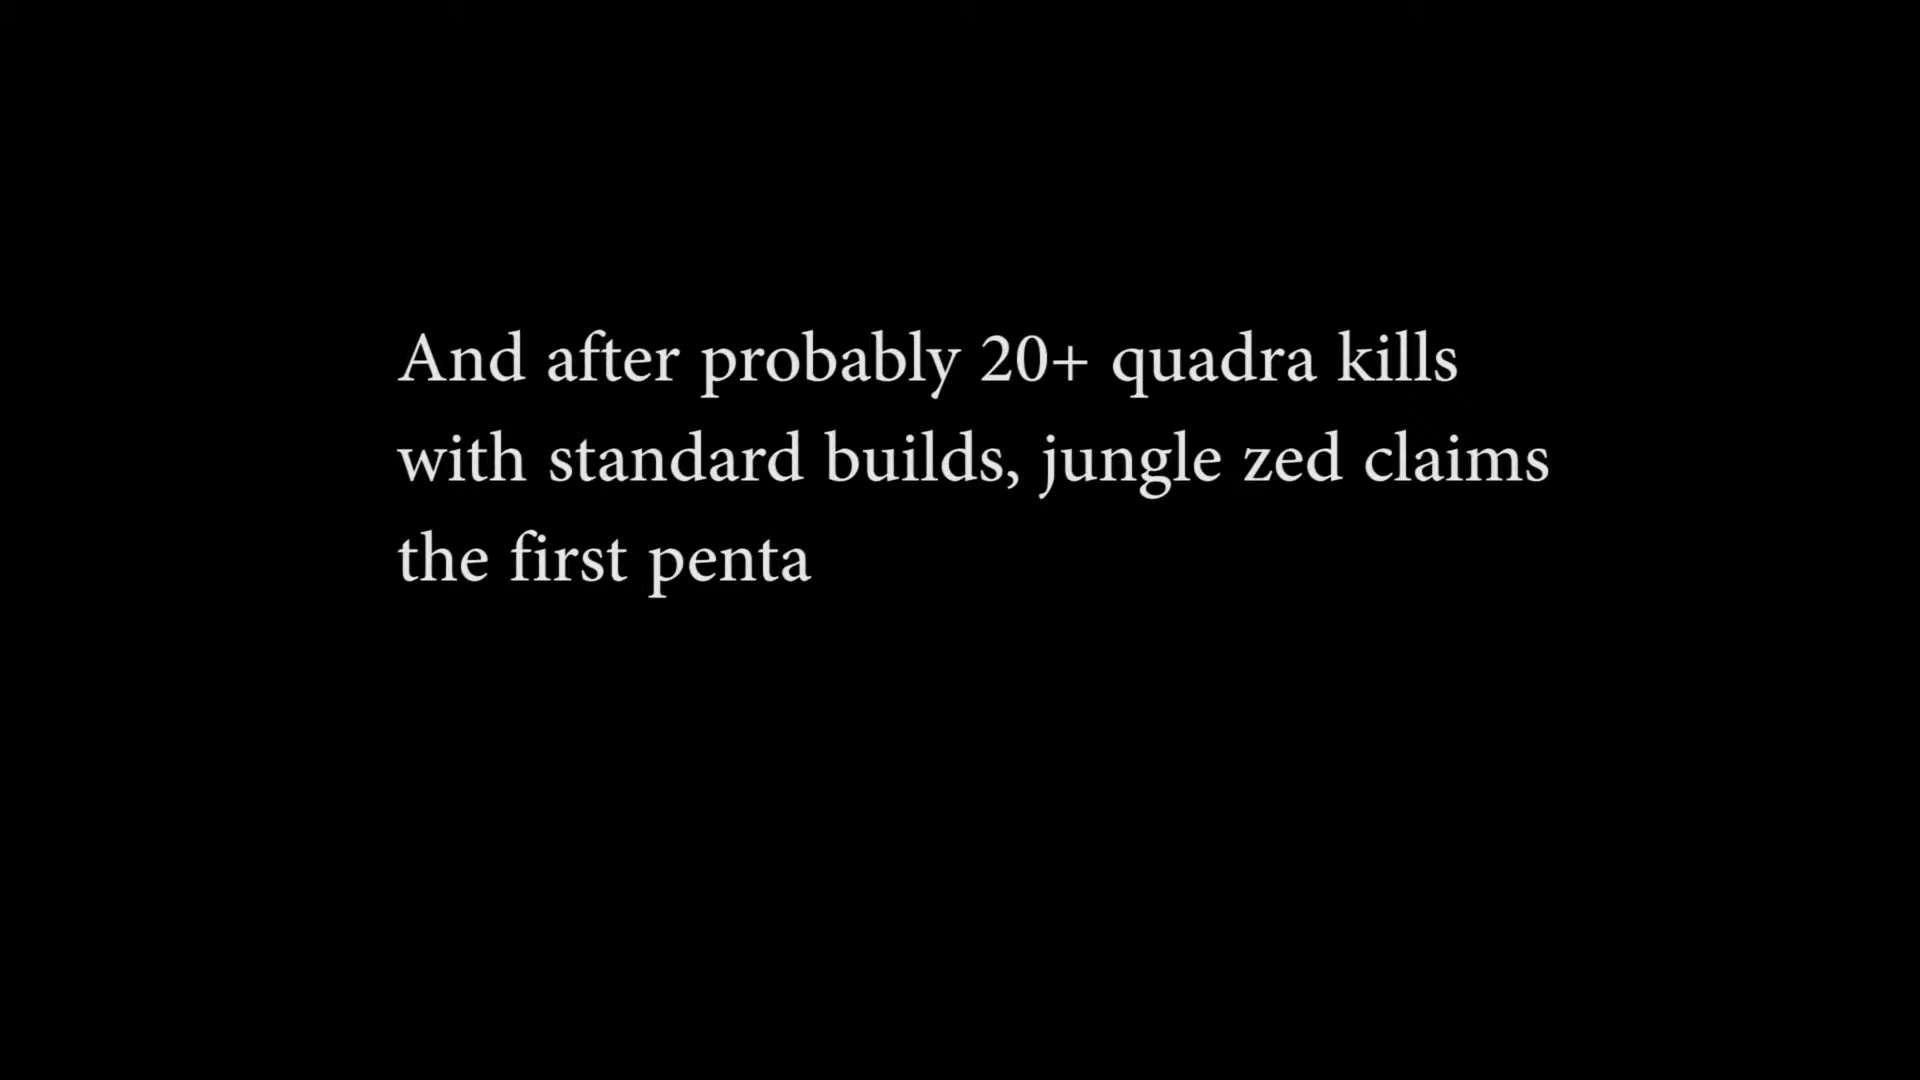 And after probably 20+ quadra kills
with standard builds, jungle zed claims
the first penta